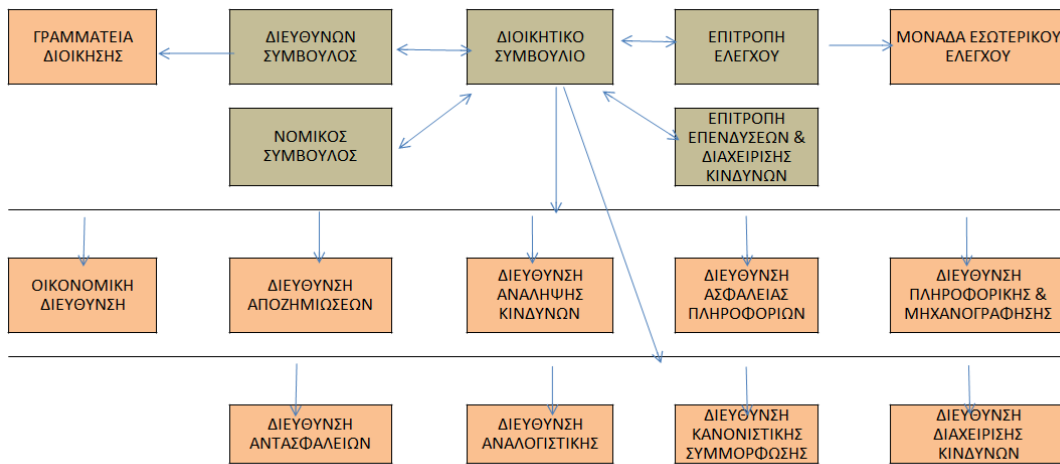 ΓΡΑΜΜΑΤΕΙΑ
ΔΙΟΙΚΗΣΗΣ
ΔΙΕΥΘΥΝΩΝ
ΣΥΜΒΟΥΛΟΣ
ΔΙΟΙΚΗΤΙΚΟ
ΣΥΜΒΟΥΛΙΟ
ΕΠΙΤΡΟΠΗ
ΕΛΕΓΧΟΥ
ΜΟΝΑΔΑ ΕΣΩΤΕΡΙΚΟΥ
ΕΛΕΓΧΟΥ
ΝΟΜΙΚΟΣ
ΣΥΜΒΟΥΛΟΣ
ΕΠΙΤΡΟΠΗ
ΕΠΕΝΔΥΣΕΩΝ &
ΔΙΑΧΕΙΡΙΣΗΣ
ΚΙΝΔΥΝΩΝ
ΟΙΚΟΝΟΜΙΚΗ
ΔΙΕΥΘΥΝΣΗ
ΔΙΕΥΘΥΝΣΗ
ΑΠΟΖΗΜΙΩΣΕΩΝ
ΔΙΕΥΘΥΝΣΗ
ΑΝΑΛΗΨΗΣ
ΚΙΝΔΥΝΩΝ
ΔΙΕΥΘΥΝΣΗ
ΑΣΦΑΛΕΙΑΣ
ΠΛΗΡΟΦΟΡΙΩΝ
ΔΙΕΥΘΥΝΣΗ
ΠΛΗΡΟΦΟΡΙΚΗΣ &
ΜΗΧΑΝΟΓΡΑΦΗΣΗΣ
ΔΙΕΥΘΥΝΣΗ
ΑΝΤΑΣΦΑΛΕΙΩΝ
ΔΙΕΥΘΥΝΣΗ
ΑΝΑΛΟΓΙΣΤΙΚΗΣ
ΔΙΕΥΘΥΝΣΗ
ΚΑΝΟΝΙΣΤΙΚΗΣ
ΣΥΜΜΟΡΦΩΣΗΣ
ΔΙΕΥΘΥΝΣΗ
ΔΙΑΧΕΙΡΙΣΗΣ
ΚΙΝΔΥΝΩΝ